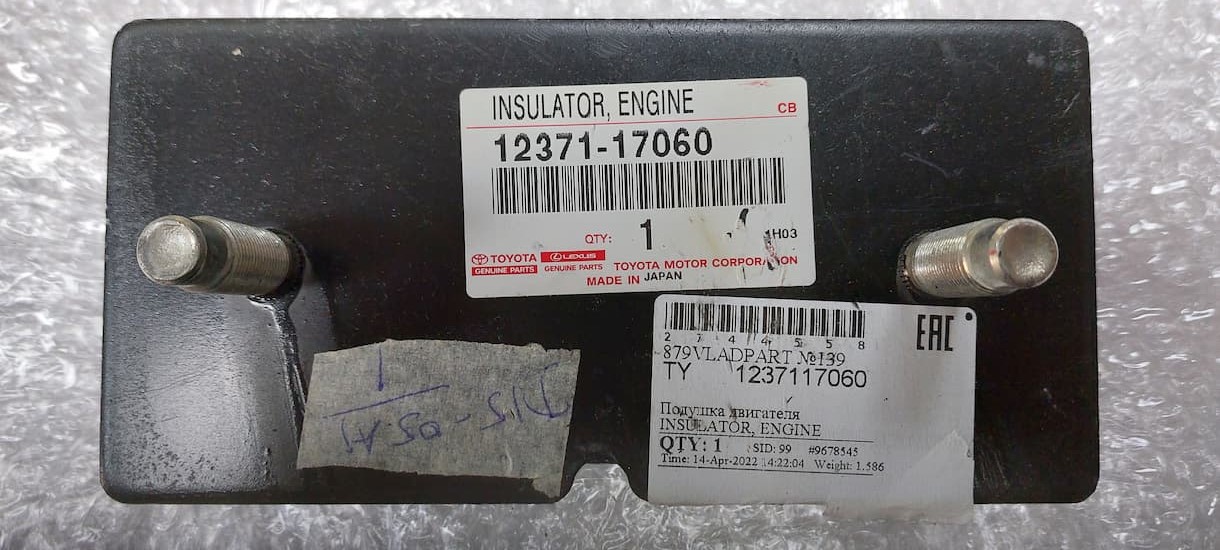 INSULATOR, ENGINE
CB
12371-17060
QTY: 1
1H03
TOYOTA LEXUS
GENUINE PARTS GENUINE PARTS TOYOTA MOTOR CORPORATION
MADE IN JAPAN
2 7 4 4 5 5 8
EAC
879VLADPART №139
TY 1237117060
Подушка двигателя
INSULATOR, ENGINE
QTY: 1 SID: 99 #9678545
Time: 14-Apr-2022 14:22:04 Weight: 1.586
1